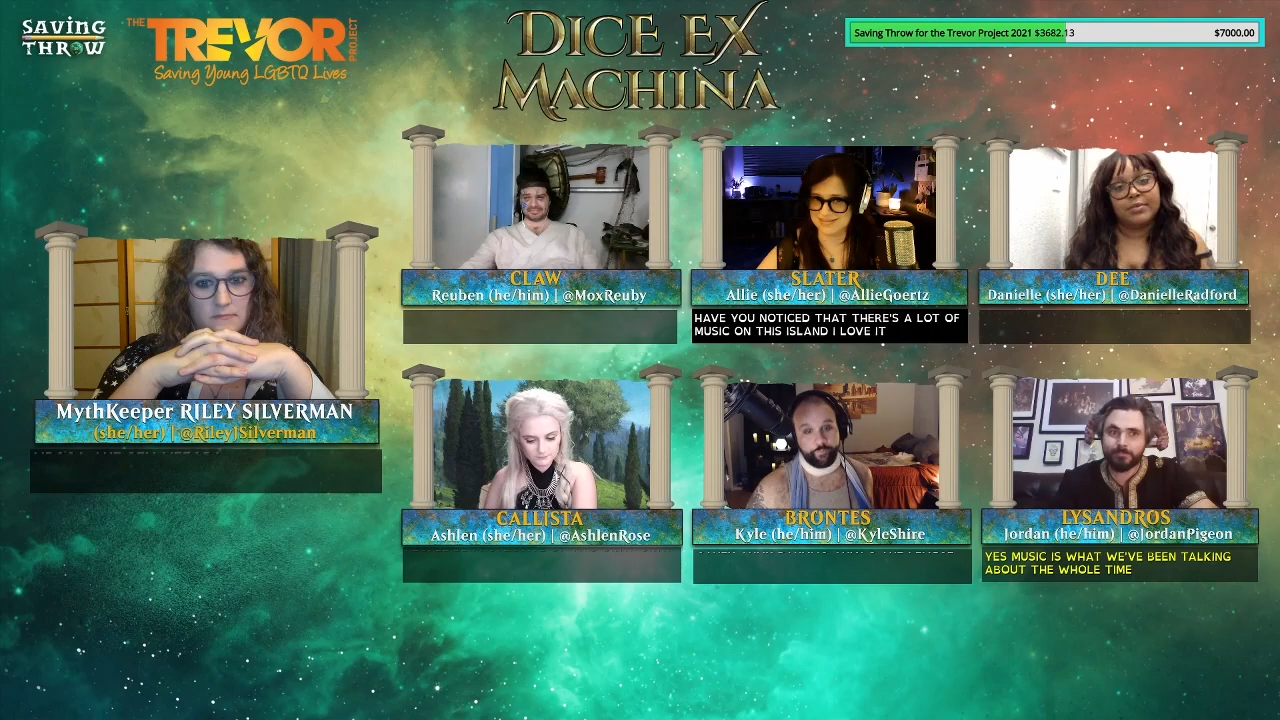 SAVING
THROW
THE TREVOR PROJECT
Saving Young LGBTQ Lives
DICE EX
MACHINA
Saving Throw for the Trevor Project 2021 $3682.13 $7000.00
CLAW
Reuben (he/him) | @MoxReuby
SLATER
Allie (she/her) | @AllieGoertz
HAVE YOU NOTICED THAT THERE'S A LOT OF
MUSIC ON THIS ISLAND I LOVE IT
DEE
Danielle (she/her) | @DanielleRadford
MythKeeper RILEY SILVERMAN
(she/her) | @RileyJSilverman
CALLISTA
Ashlen (she/her) | @AshlenRose
BRONTES
Kyle (he/him) | @KyleShire
LYSANDROS
Jordan (he/him) | @JordanPigeon
YES MUSIC IS WHAT WE'VE BEEN TALKING
ABOUT THE WHOLE TIME